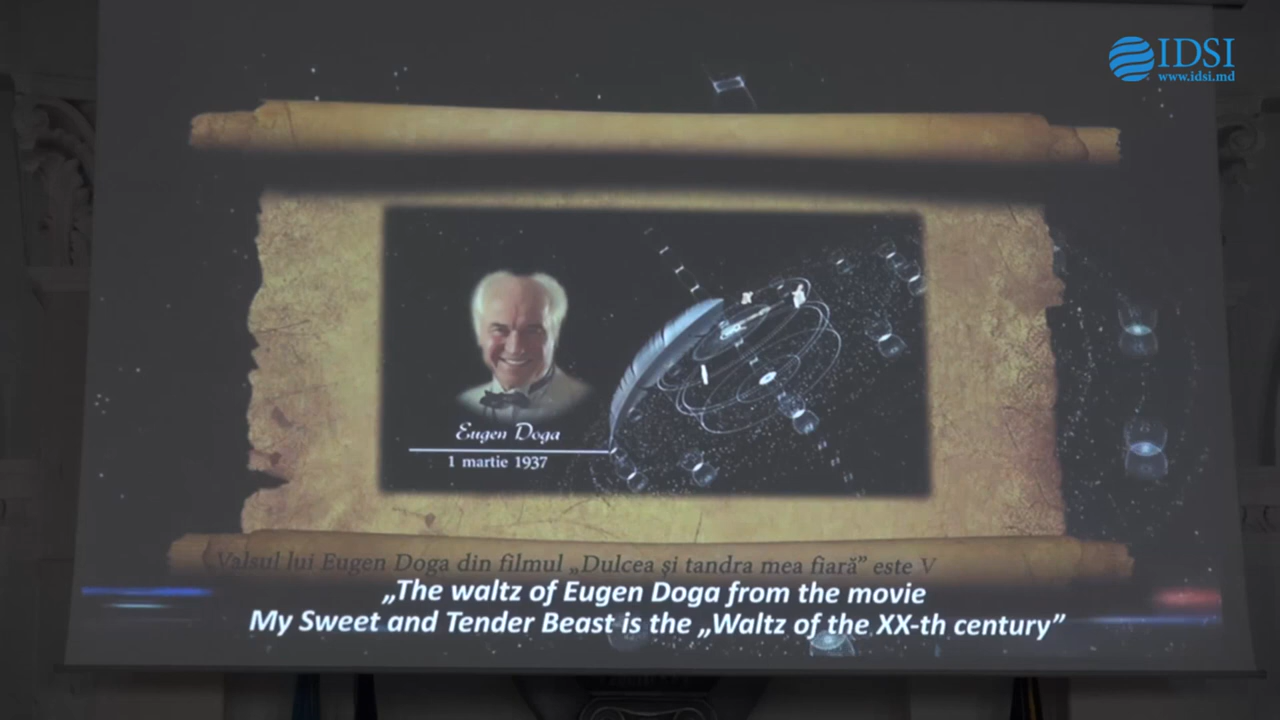 IDSI
www.idsi.md
Eugen Doga
1 martie 1937
Valsul lui Eugen Doga din filmul „Dulcea și tandra mea fiară” este V
„The waltz of Eugen Doga from the movie
My Sweet and Tender Beast is the „Waltz of the XX-th century”